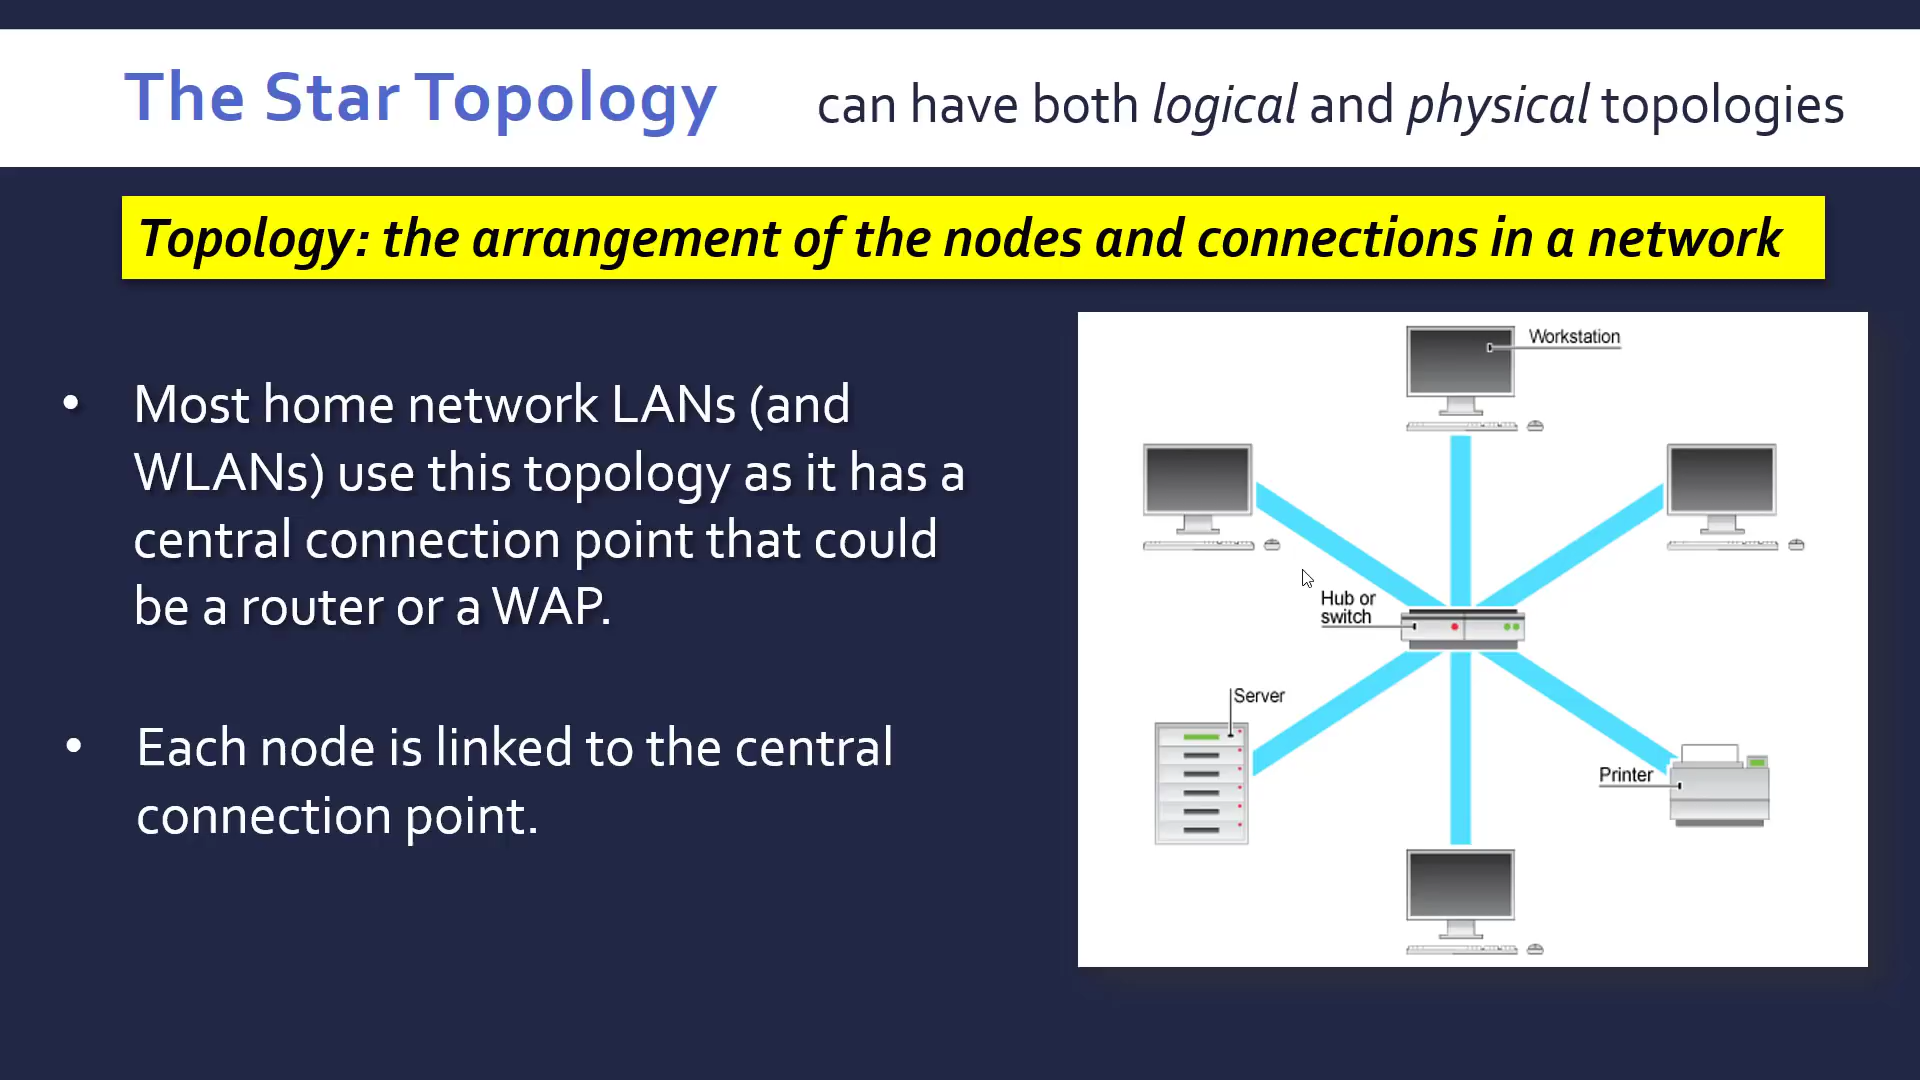 The Star Topology can have both logical and physical topologies
Topology: the arrangement of the nodes and connections in a network
• Most home network LANs (and
WLANs) use this topology as it has a
central connection point that could
be a router or a WAP.
• Each node is linked to the central
connection point.
Workstation
Hub or
switch
Server
Printer